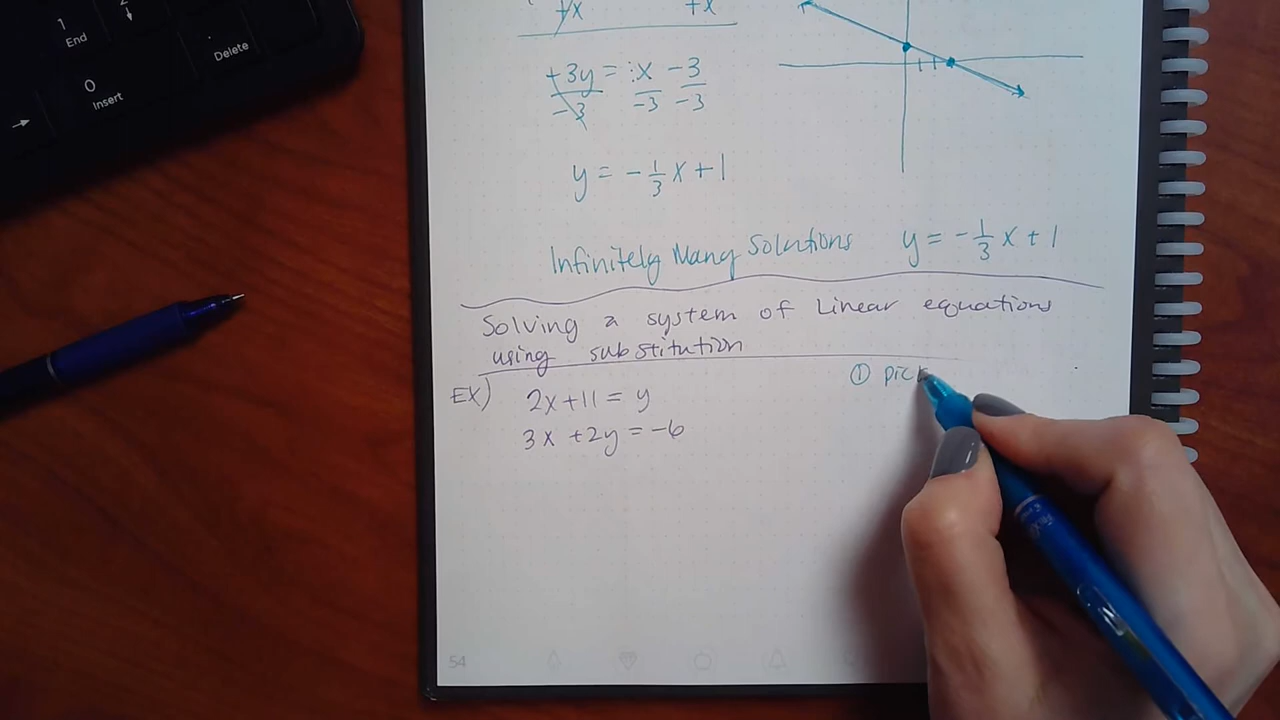 1
End
2
0
Insert
.
Delete
+x +x
+3y = x - 3
-3 -3 -3
y = -1/3 x + 1
Infinitely Many Solutions y = -1/3 x + 1
Solving a system of Linear equations
using substitution
① pick
EX) 2x + 11 = y
3x + 2y = -6
54